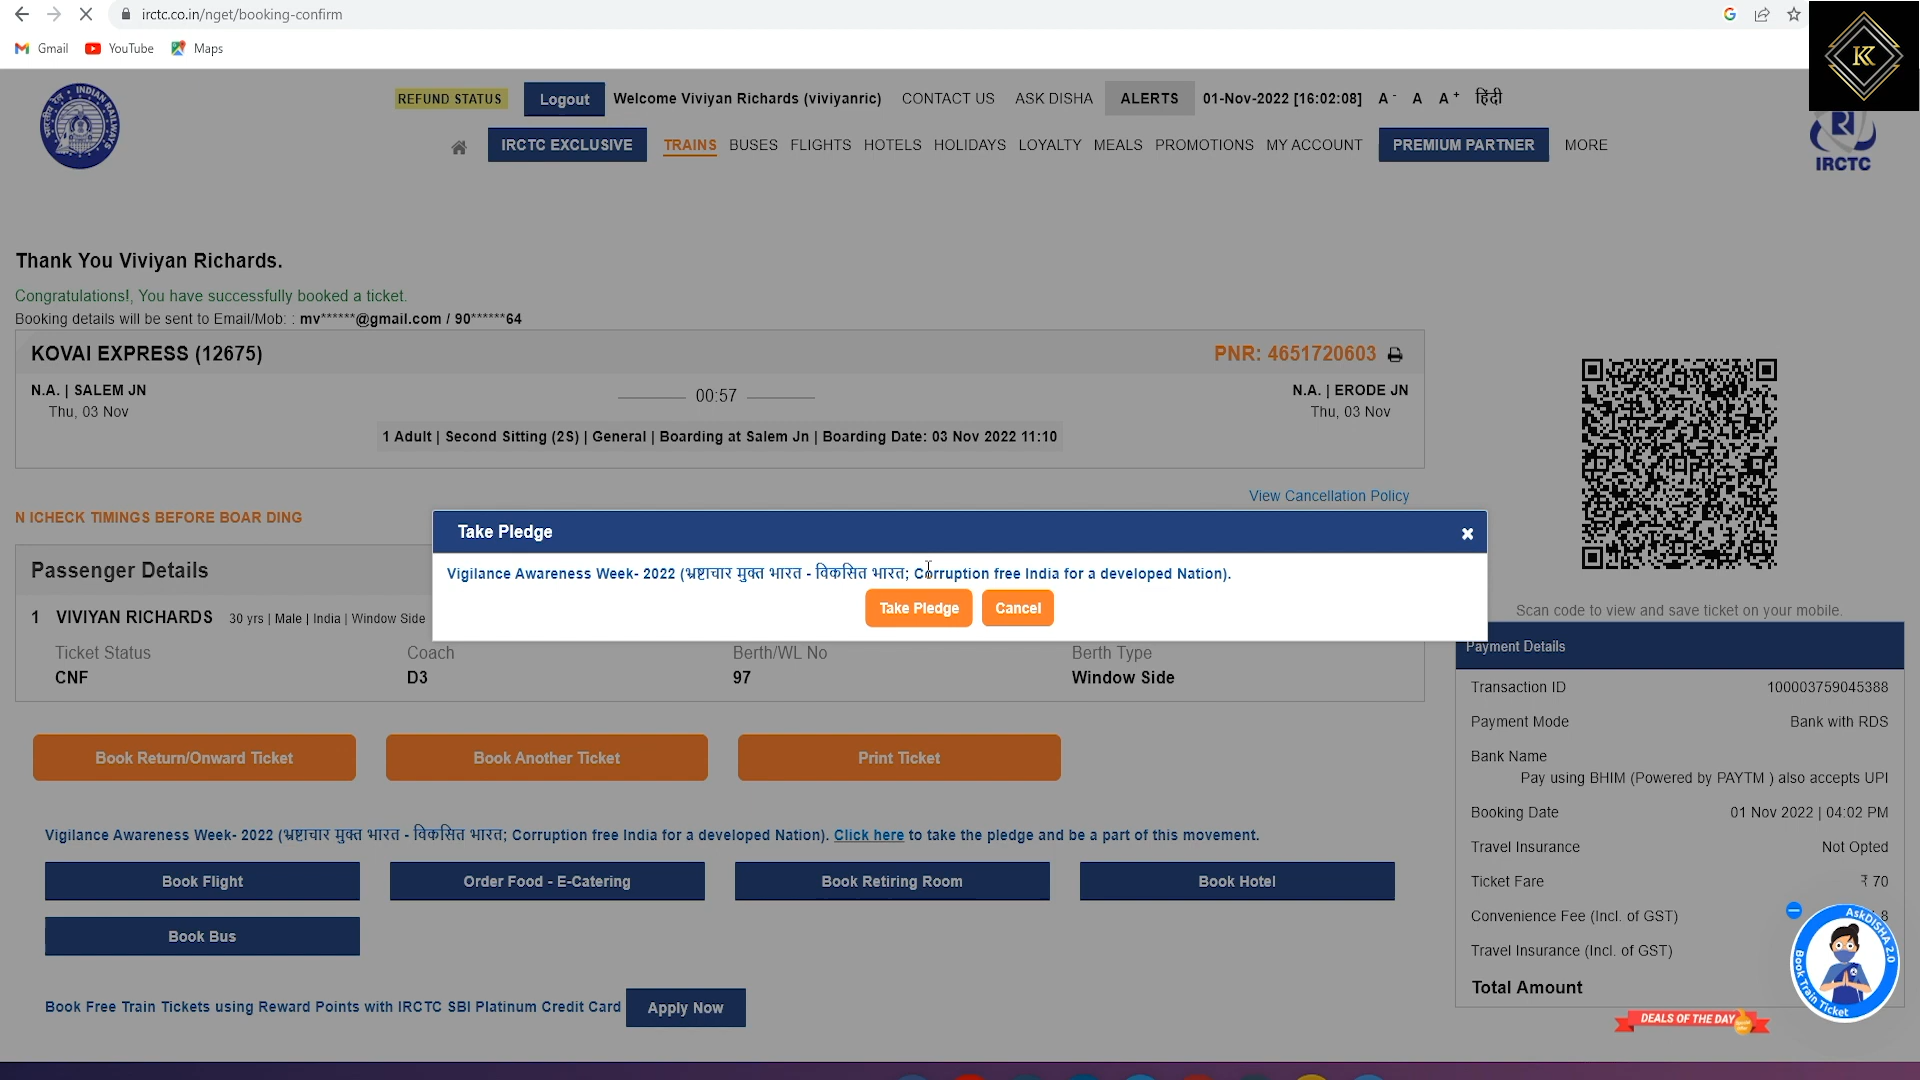 irctc.co.in/nget/booking-confirm
Gmail YouTube Maps
REFUND STATUS Logout Welcome Viviyan Richards (viviyanric) CONTACT US ASK DISHA ALERTS 01-Nov-2022 [16:02:08] A- A A+ हिंदी
IRCTC EXCLUSIVE TRAINS BUSES FLIGHTS HOTELS HOLIDAYS LOYALTY MEALS PROMOTIONS MY ACCOUNT PREMIUM PARTNER MORE
INDIAN RAILWAYS
IRCTC
Thank You Viviyan Richards.
Congratulations!, You have successfully booked a ticket.
Booking details will be sent to Email/Mob: : mv******@gmail.com / 90******64
KOVAI EXPRESS (12675) PNR: 4651720603
N.A. | SALEM JN 00:57 N.A. | ERODE JN
Thu, 03 Nov Thu, 03 Nov
1 Adult | Second Sitting (2S) | General | Boarding at Salem Jn | Boarding Date: 03 Nov 2022 11:10
View Cancellation Policy
N ICHECK TIMINGS BEFORE BOAR DING
Take Pledge
Vigilance Awareness Week- 2022 (भ्रष्टाचार मुक्त भारत - विकसित भारत; Corruption free India for a developed Nation).
Take Pledge Cancel
Passenger Details
1 VIVIYAN RICHARDS 30 yrs | Male | India | Window Side
Ticket Status Coach Berth/WL No Berth Type
CNF D3 97 Window Side
Book Return/Onward Ticket Book Another Ticket Print Ticket
Vigilance Awareness Week- 2022 (भ्रष्टाचार मुक्त भारत - विकसित भारत; Corruption free India for a developed Nation). Click here to take the pledge and be a part of this movement.
Book Flight Order Food - E-Catering Book Retiring Room Book Hotel
Book Bus
Book Free Train Tickets using Reward Points with IRCTC SBI Platinum Credit Card Apply Now
Scan code to view and save ticket on your mobile.
Payment Details
Transaction ID 100003759045388
Payment Mode Bank with RDS
Bank Name
Pay using BHIM (Powered by PAYTM ) also accepts UPI
Booking Date 01 Nov 2022 | 04:02 PM
Travel Insurance Not Opted
Ticket Fare ₹ 70
Convenience Fee (Incl. of GST) 8
Travel Insurance (Incl. of GST)
Total Amount
AskDISHA 2.0
Book Train Ticket
DEALS OF THE DAY